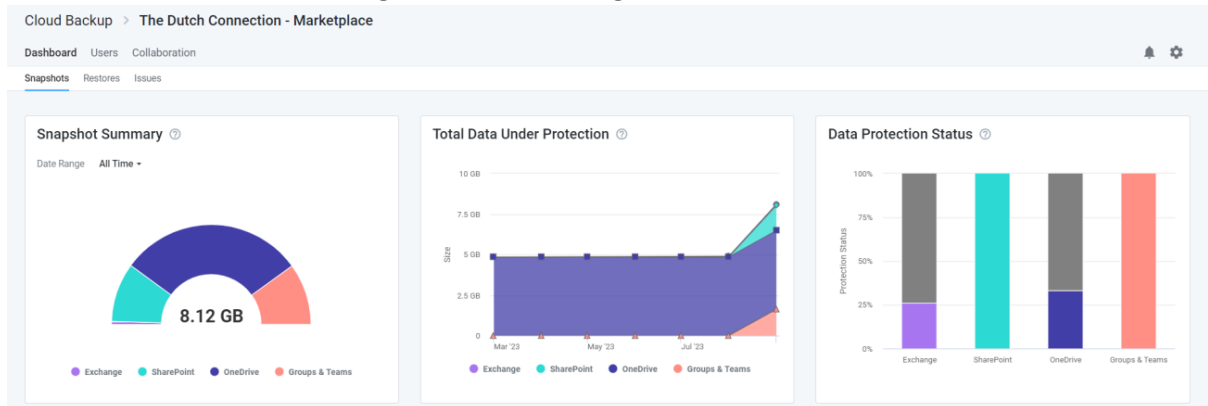 Cloud Backup > The Dutch Connection - Marketplace
Dashboard Users Collaboration
Snapshots Restores Issues
Snapshot Summary ?
Date Range All Time
8.12 GB
Exchange SharePoint OneDrive Groups & Teams
Total Data Under Protection ?
10 GB
7.5 GB
5 GB
2.5 GB
0
Size
Mar '23 May '23 Jul '23
Exchange SharePoint OneDrive Groups & Teams
Data Protection Status ?
100%
75%
50%
25%
0%
Protection Status
Exchange SharePoint OneDrive Groups & Teams